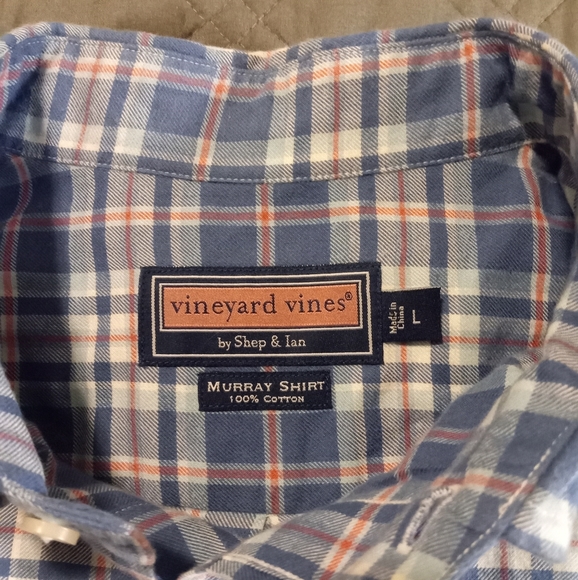 vineyard vines®
by Shep & Ian
Made in
China
L
MURRAY SHIRT
100% COTTON